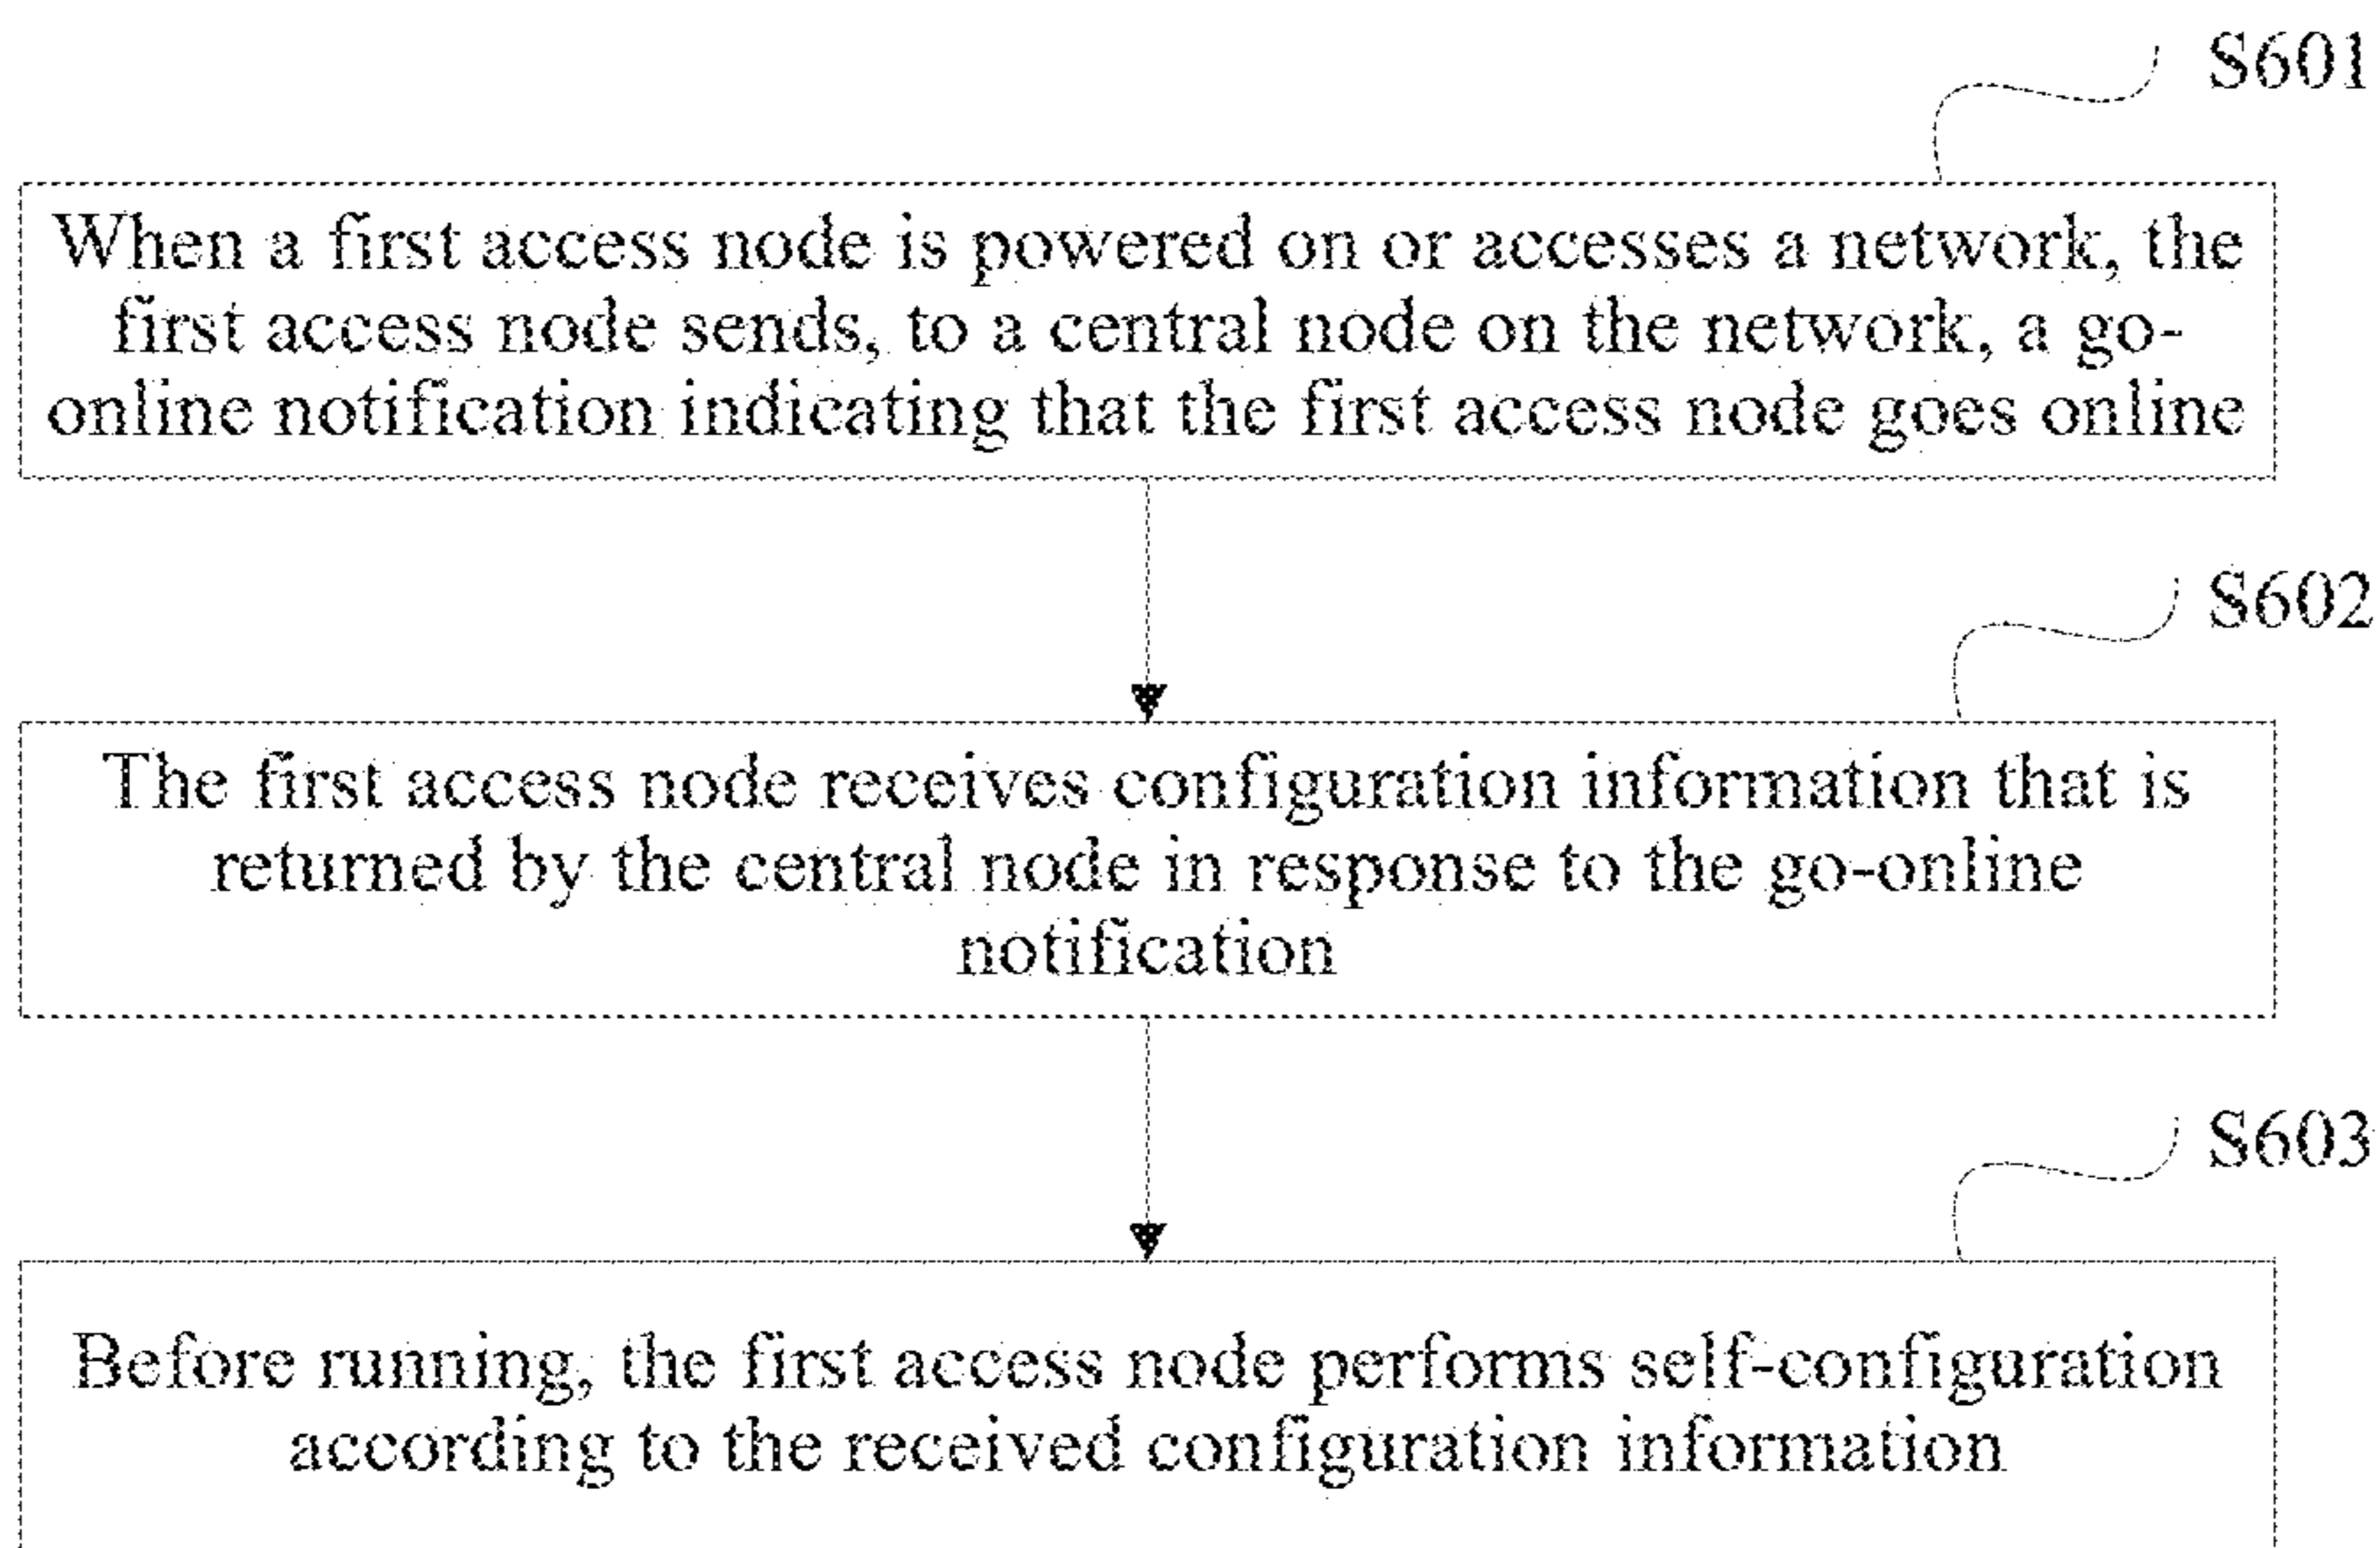 S601
When a first access node is powered on or accesses a network, the
first access node sends, to a central node on the network, a go-
online notification indicating that the first access node goes online
S602
The first access node receives configuration information that is
returned by the central node in response to the go-online
notification
S603
Before running, the first access node performs self-configuration
according to the received configuration information